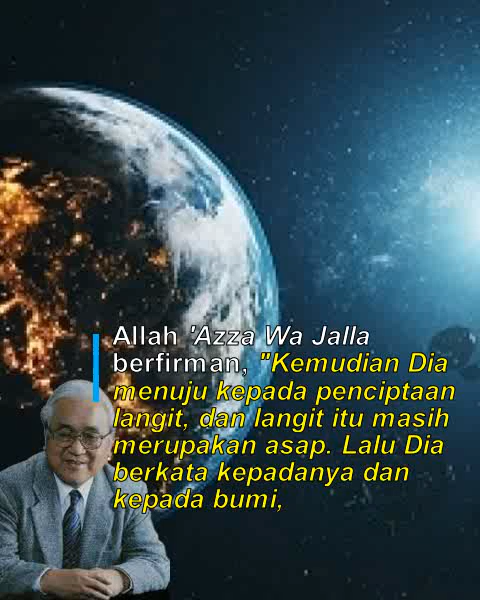 Allah 'Azza Wa Jalla
berfirman, "Kemudian Dia
menuju kepada penciptaan
langit, dan langit itu masih
merupakan asap. Lalu Dia
berkata kepadanya dan
kepada bumi,